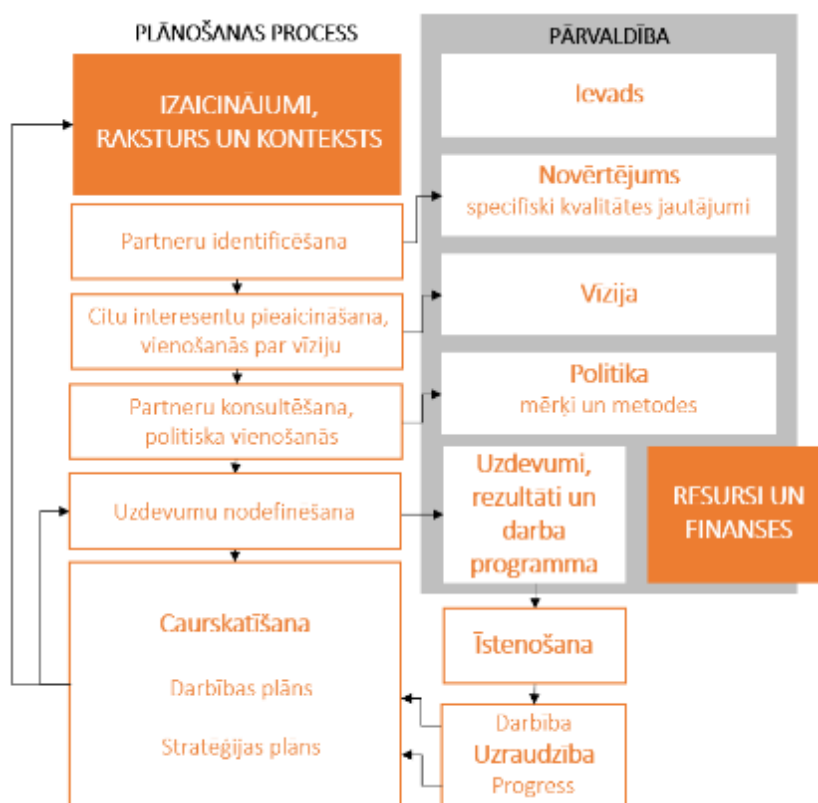 PLĀNOŠANAS PROCESS
IZAICINĀJUMI,
RAKSTURS UN KONTEKSTS
Partneru identificēšana
Citu interesentu pieaicināšana,
vienošanās par vīziju
Partneru konsultēšana,
politiska vienošanās
Uzdevumu nodefinēšana
Caurskatīšana
Darbības plāns
Stratēģijas plāns
PĀRVALDĪBA
Ievads
Novērtējums
specifiski kvalitātes jautājumi
Vīzija
Politika
mērķi un metodes
Uzdevumi,
rezultāti un
darba
programma
RESURSI UN
FINANSES
Īstenošana
Darbība
Uzraudzība
Progress